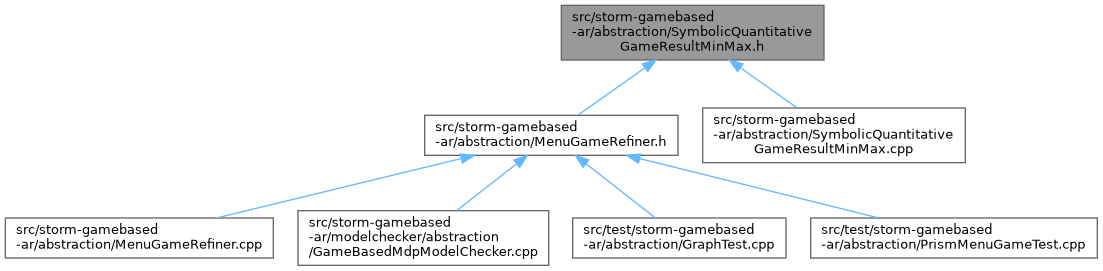 src/storm-gamebased
-ar/abstraction/SymbolicQuantitative
GameResultMinMax.h
src/storm-gamebased
-ar/abstraction/MenuGameRefiner.h
src/storm-gamebased
-ar/abstraction/SymbolicQuantitative
GameResultMinMax.cpp
src/storm-gamebased
-ar/abstraction/MenuGameRefiner.cpp
src/storm-gamebased
-ar/modelchecker/abstraction
/GameBasedMdpModelChecker.cpp
src/test/storm-gamebased
-ar/abstraction/GraphTest.cpp
src/test/storm-gamebased
-ar/abstraction/PrismMenuGameTest.cpp